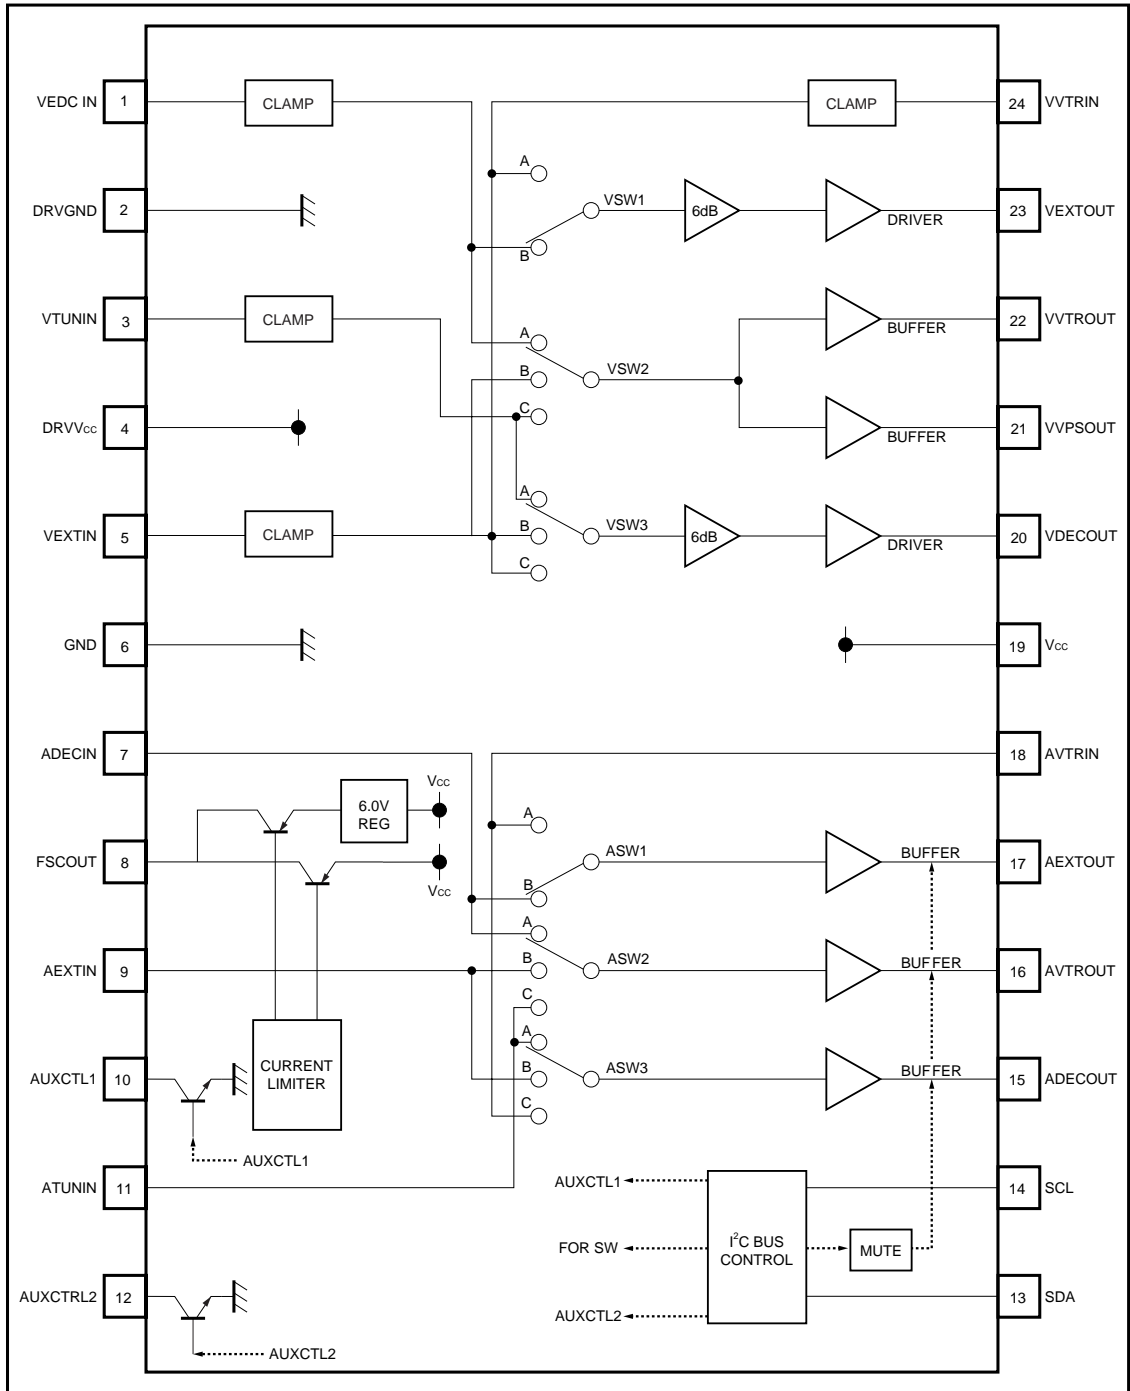 VEDC IN 1 CLAMP CLAMP 24 VVTRIN
A
DRVGND 2 VSW1 6dB DRIVER 23 VEXTOUT
B
VTUNIN 3 CLAMP BUFFER 22 VVTROUT
A
B VSW2
C
DRVVcc 4 BUFFER 21 VVPSOUT
A
VEXTIN 5 CLAMP B VSW3 6dB DRIVER 20 VDECOUT
C
GND 6 19 Vcc
ADECIN 7 18 AVTRIN
6.0V
REG
Vcc
A
FSCOUT 8 Vcc ASW1 BUFFER 17 AEXTOUT
B
A
AEXTIN 9 B ASW2 BUFFER 16 AVTROUT
C
CURRENT
LIMITER
A
AUXCTL1 10 B ASW3 BUFFER 15 ADECOUT
C
AUXCTL1
ATUNIN 11 AUXCTL1 14 SCL
FOR SW
I²C BUS
CONTROL
MUTE
AUXCTRL2 12 AUXCTL2 13 SDA
AUXCTL2